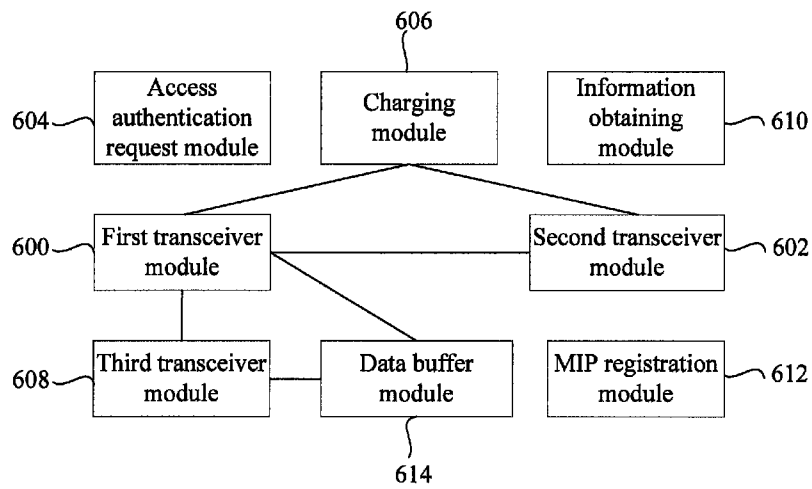 606
Access
authentication
request module
Charging
module
Information
obtaining
module
604
610
First transceiver
module
Second transceiver
module
600
602
Third transceiver
module
Data buffer
module
MIP registration
module
608
612
614